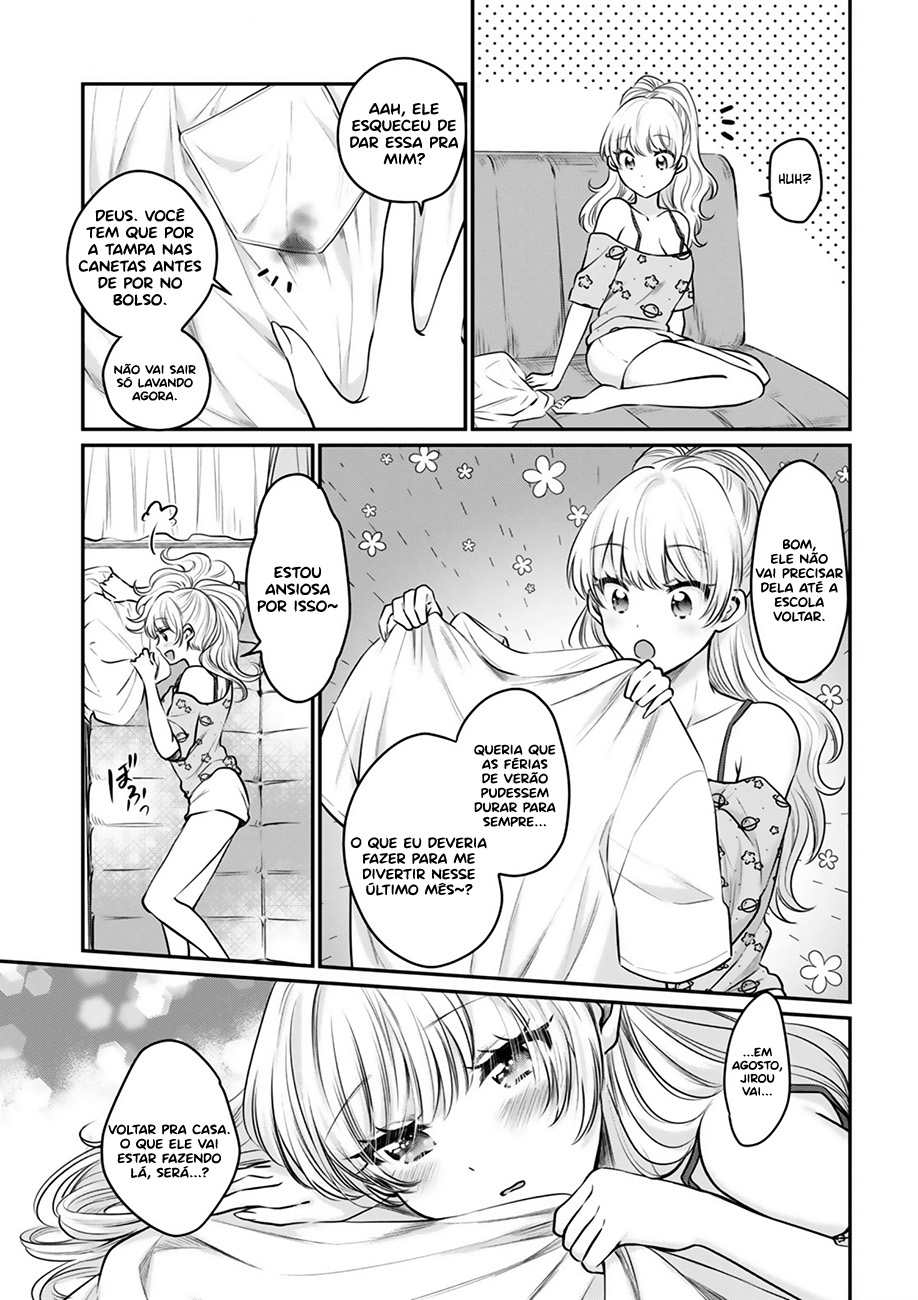 HUH?
AAH, ELE
ESQUECEU DE
DAR ESSA PRA
MIM?
DEUS. VOCÊ
TEM QUE POR
A TAMPA NAS
CANETAS ANTES
DE POR NO
BOLSO.
NÃO VAI SAIR
SÓ LAVANDO
AGORA.
BOM,
ELE NÃO
VAI PRECISAR
DELA ATÉ A
ESCOLA
VOLTAR.
QUERIA QUE
AS FÉRIAS
DE VERÃO
PUDESSEM
DURAR PARA
SEMPRE...
O QUE EU DEVERIA
FAZER PARA ME
DIVERTIR NESSE
ÚLTIMO MÊS~?
ESTOU
ANSIOSA
POR ISSO~
ぼふっ
...EM
AGOSTO,
JIROU
VAI...
VOLTAR PRA CASA.
O QUE ELE VAI
ESTAR FAZENDO
LÁ, SERÁ...?